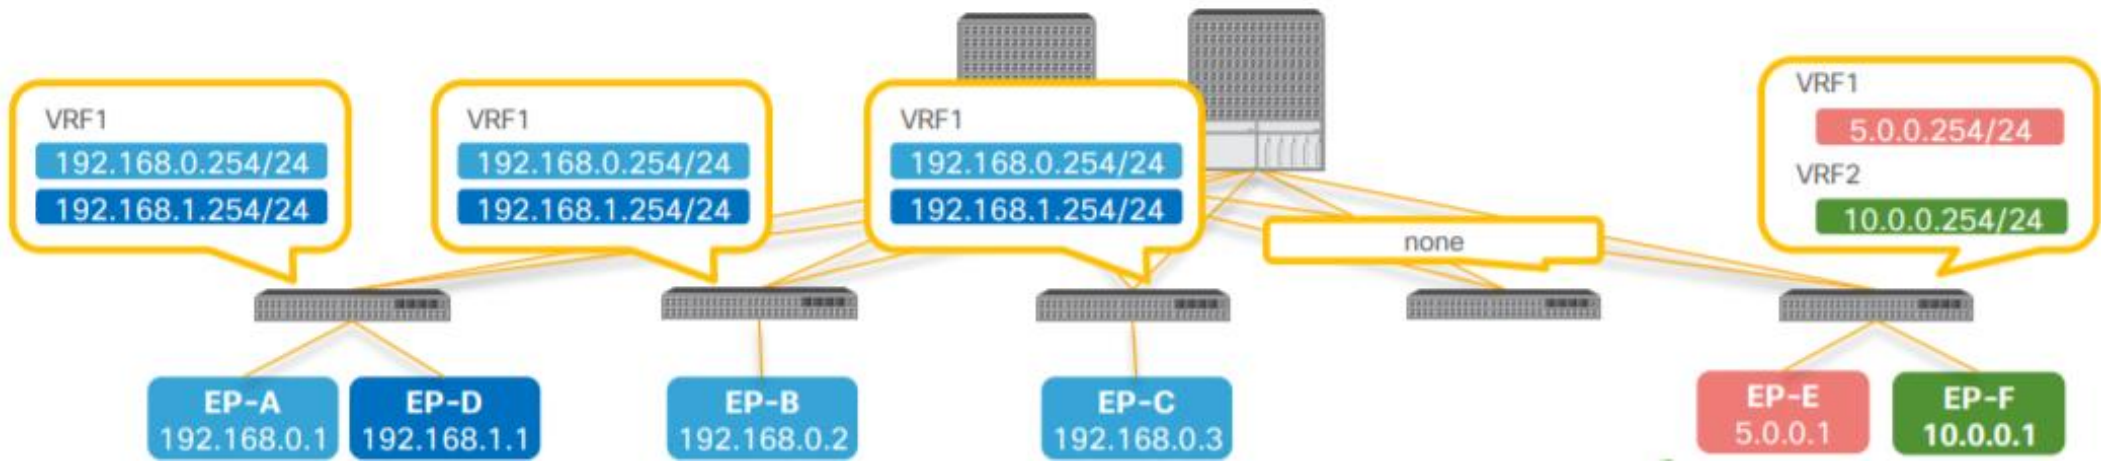 VRF1
192.168.0.254/24
192.168.1.254/24
VRF1
192.168.0.254/24
192.168.1.254/24
VRF1
192.168.0.254/24
192.168.1.254/24
none
VRF1
5.0.0.254/24
VRF2
10.0.0.254/24
EP-A
192.168.0.1
EP-D
192.168.1.1
EP-B
192.168.0.2
EP-C
192.168.0.3
EP-E
5.0.0.1
EP-F
10.0.0.1